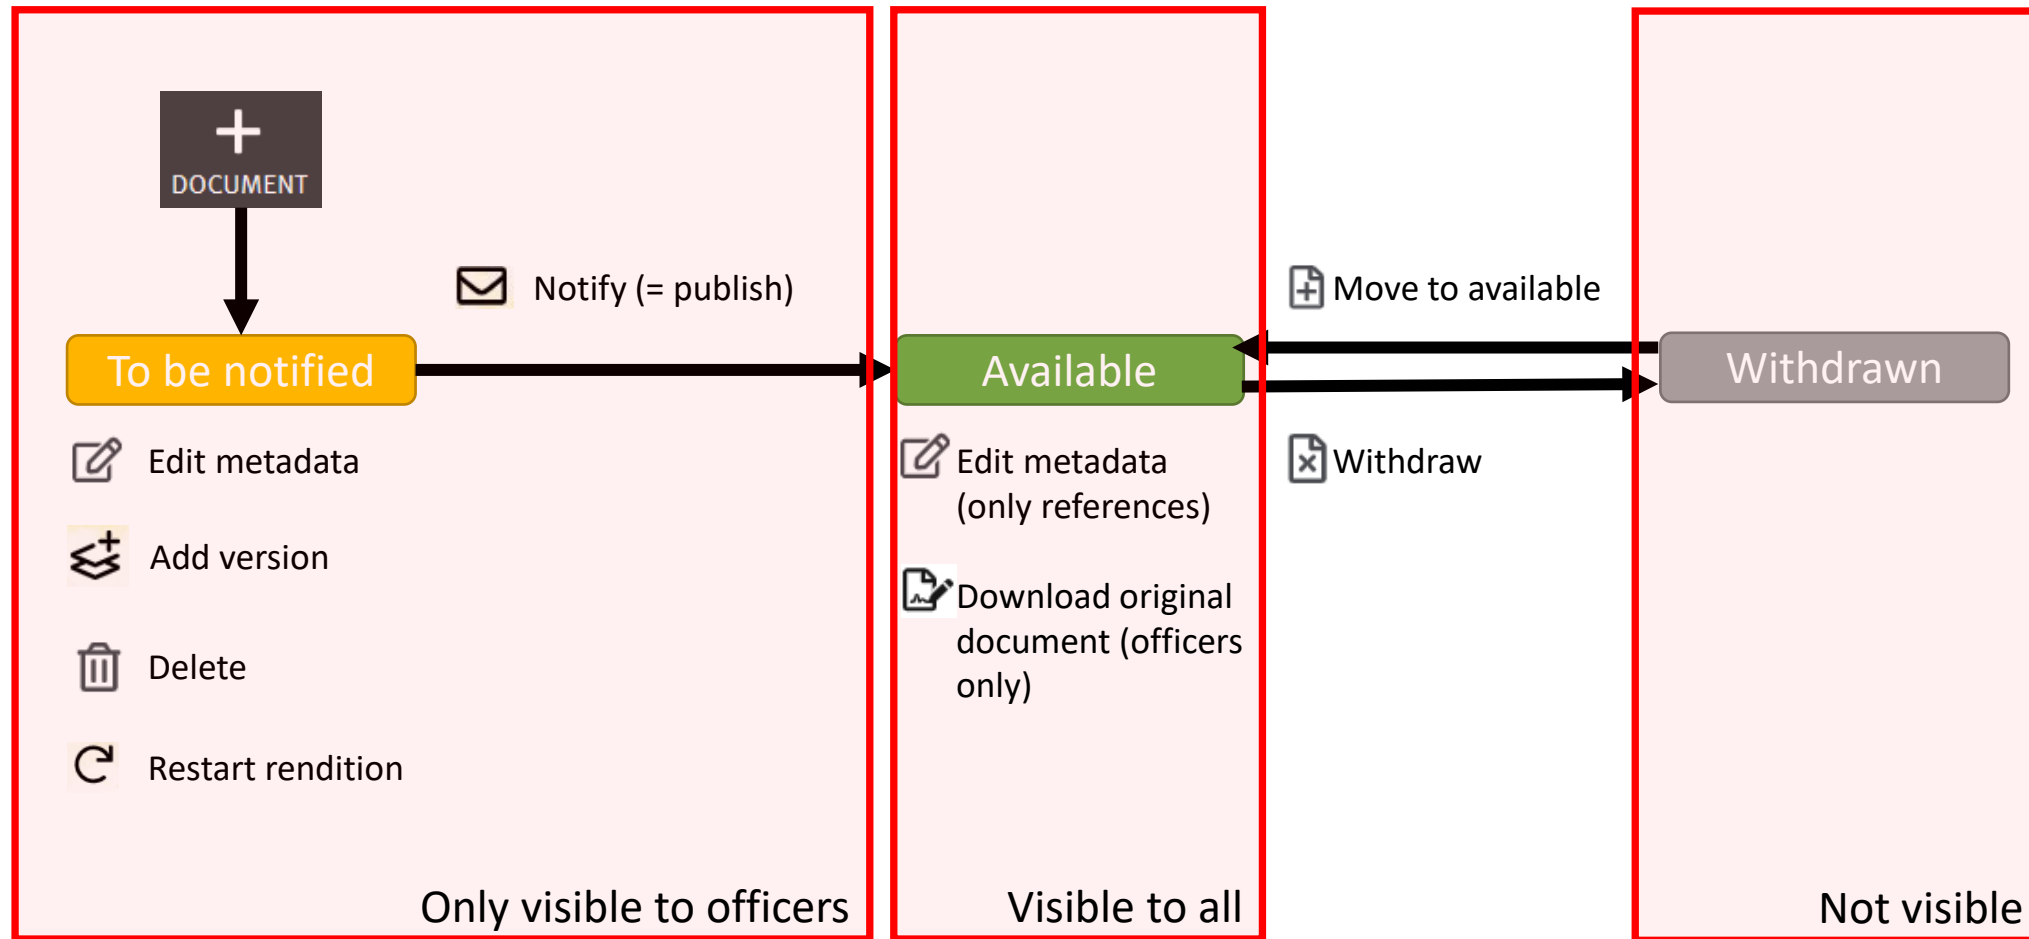 DOCUMENT
Notify (= publish)
To be notified
Edit metadata
Add version
Delete
Restart rendition
Only visible to officers
Available
Edit metadata
(only references)
Download original
document (officers
only)
Visible to all
Move to available
Withdraw
Withdrawn
Not visible